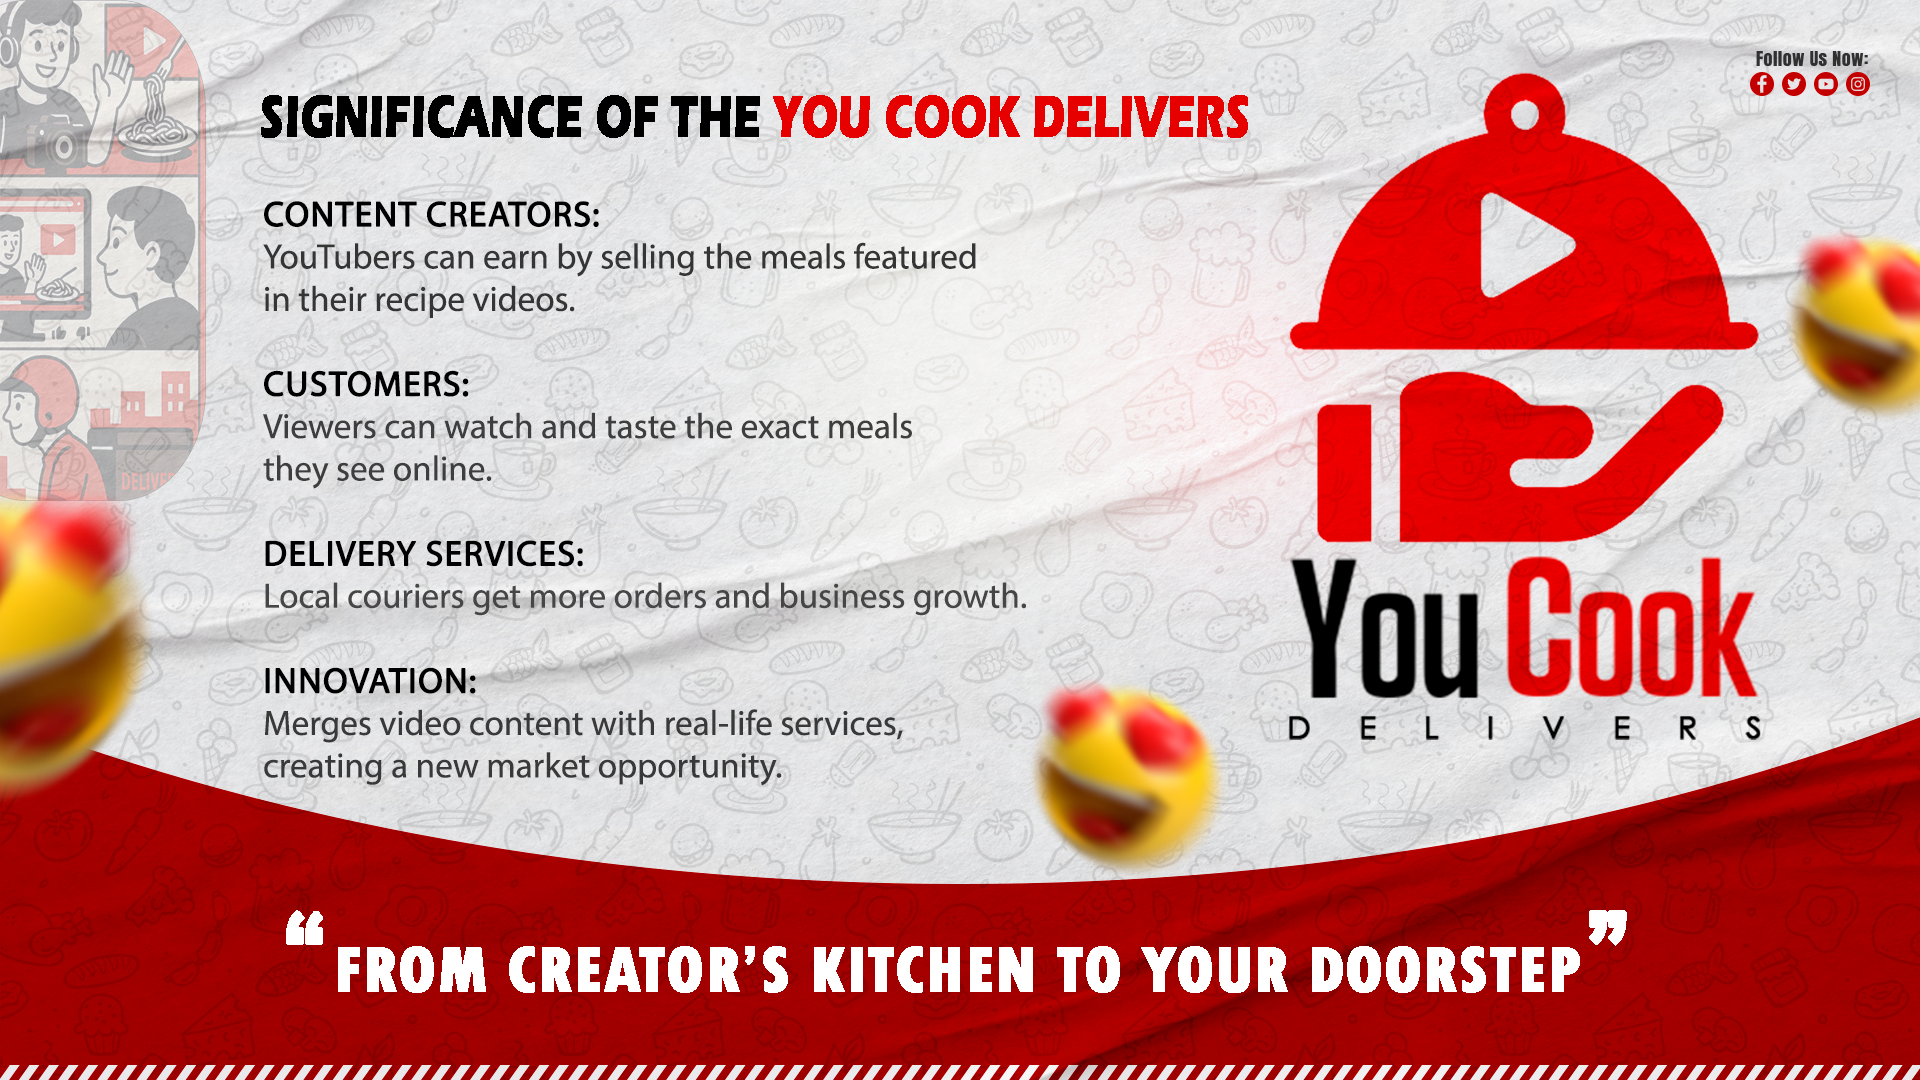 Follow Us Now:
SIGNIFICANCE OF THE YOU COOK DELIVERS
CONTENT CREATORS:
YouTubers can earn by selling the meals featured
in their recipe videos.
CUSTOMERS:
Viewers can watch and taste the exact meals
they see online.
DELIVERY SERVICES:
Local couriers get more orders and business growth.
INNOVATION:
Merges video content with real-life services,
creating a new market opportunity.
You Cook
DELIVERS
“FROM CREATOR’S KITCHEN TO YOUR DOORSTEP”